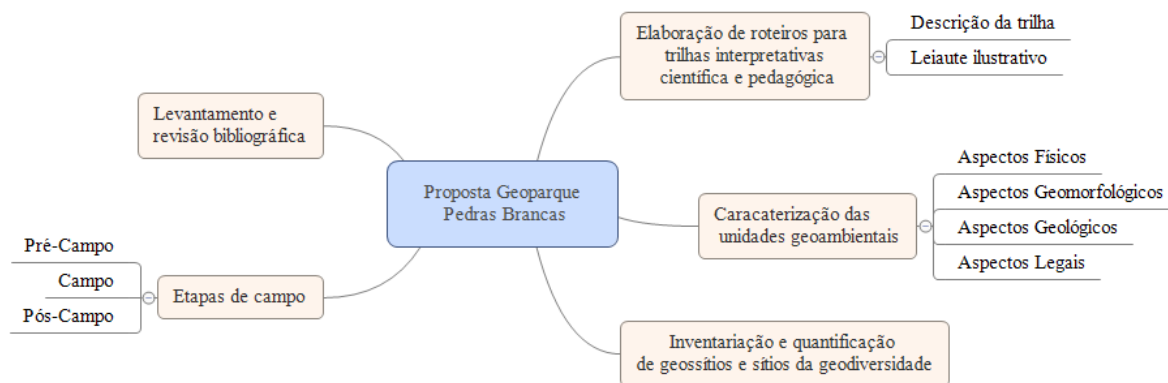 Elaboração de roteiros para
trilhas interpretativas
científica e pedagógica
Descrição da trilha
Leiaute ilustrativo
Levantamento e
revisão bibliográfica
Proposta Geoparque
Pedras Brancas
Caracaterização das
unidades geoambientais
Aspectos Físicos
Aspectos Geomorfológicos
Aspectos Geológicos
Aspectos Legais
Pré-Campo
Campo
Pós-Campo
Etapas de campo
Inventariação e quantificação
de geossítios e sítios da geodiversidade